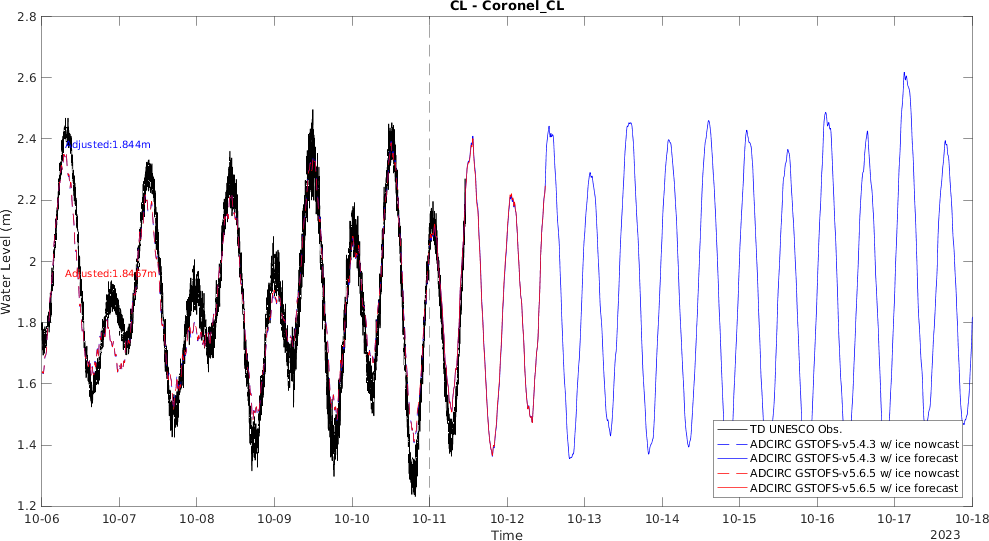 CL - Coronel_CL
2.8
2.6
2.4
2.2
2
1.8
1.6
1.4
1.2
Water Level (m)
Adjusted:1.844m
Adjusted:1.8467m
TD UNESCO Obs.
ADCIRC GSTOFS-v5.4.3 w/ ice nowcast
ADCIRC GSTOFS-v5.4.3 w/ ice forecast
ADCIRC GSTOFS-v5.6.5 w/ ice nowcast
ADCIRC GSTOFS-v5.6.5 w/ ice forecast
10-06 10-07 10-08 10-09 10-10 10-11 10-12 10-13 10-14 10-15 10-16 10-17 10-18
Time
2023